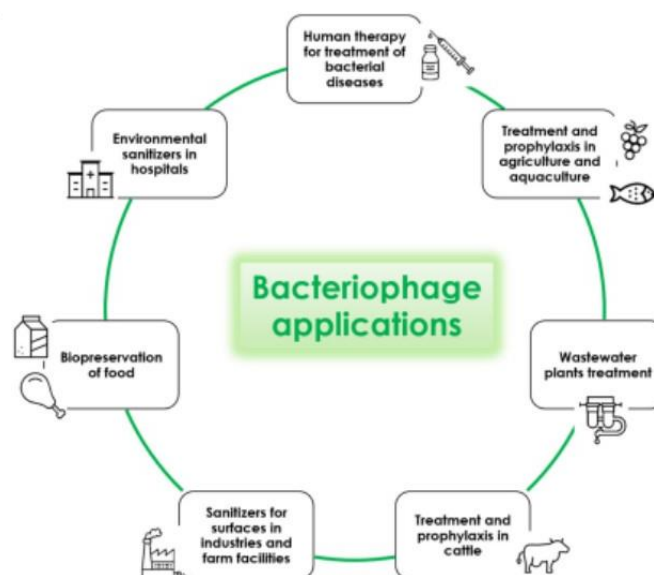 Human therapy
for treatment of
bacterial
diseases
Environmental
sanitizers in
hospitals
Treatment and
prophylaxis in
agriculture and
aquaculture
Bacteriophage
applications
Biopreservation
of food
Wastewater
plants treatment
Sanitizers for
surfaces in
industries and
farm facilities
Treatment and
prophylaxis in
cattle